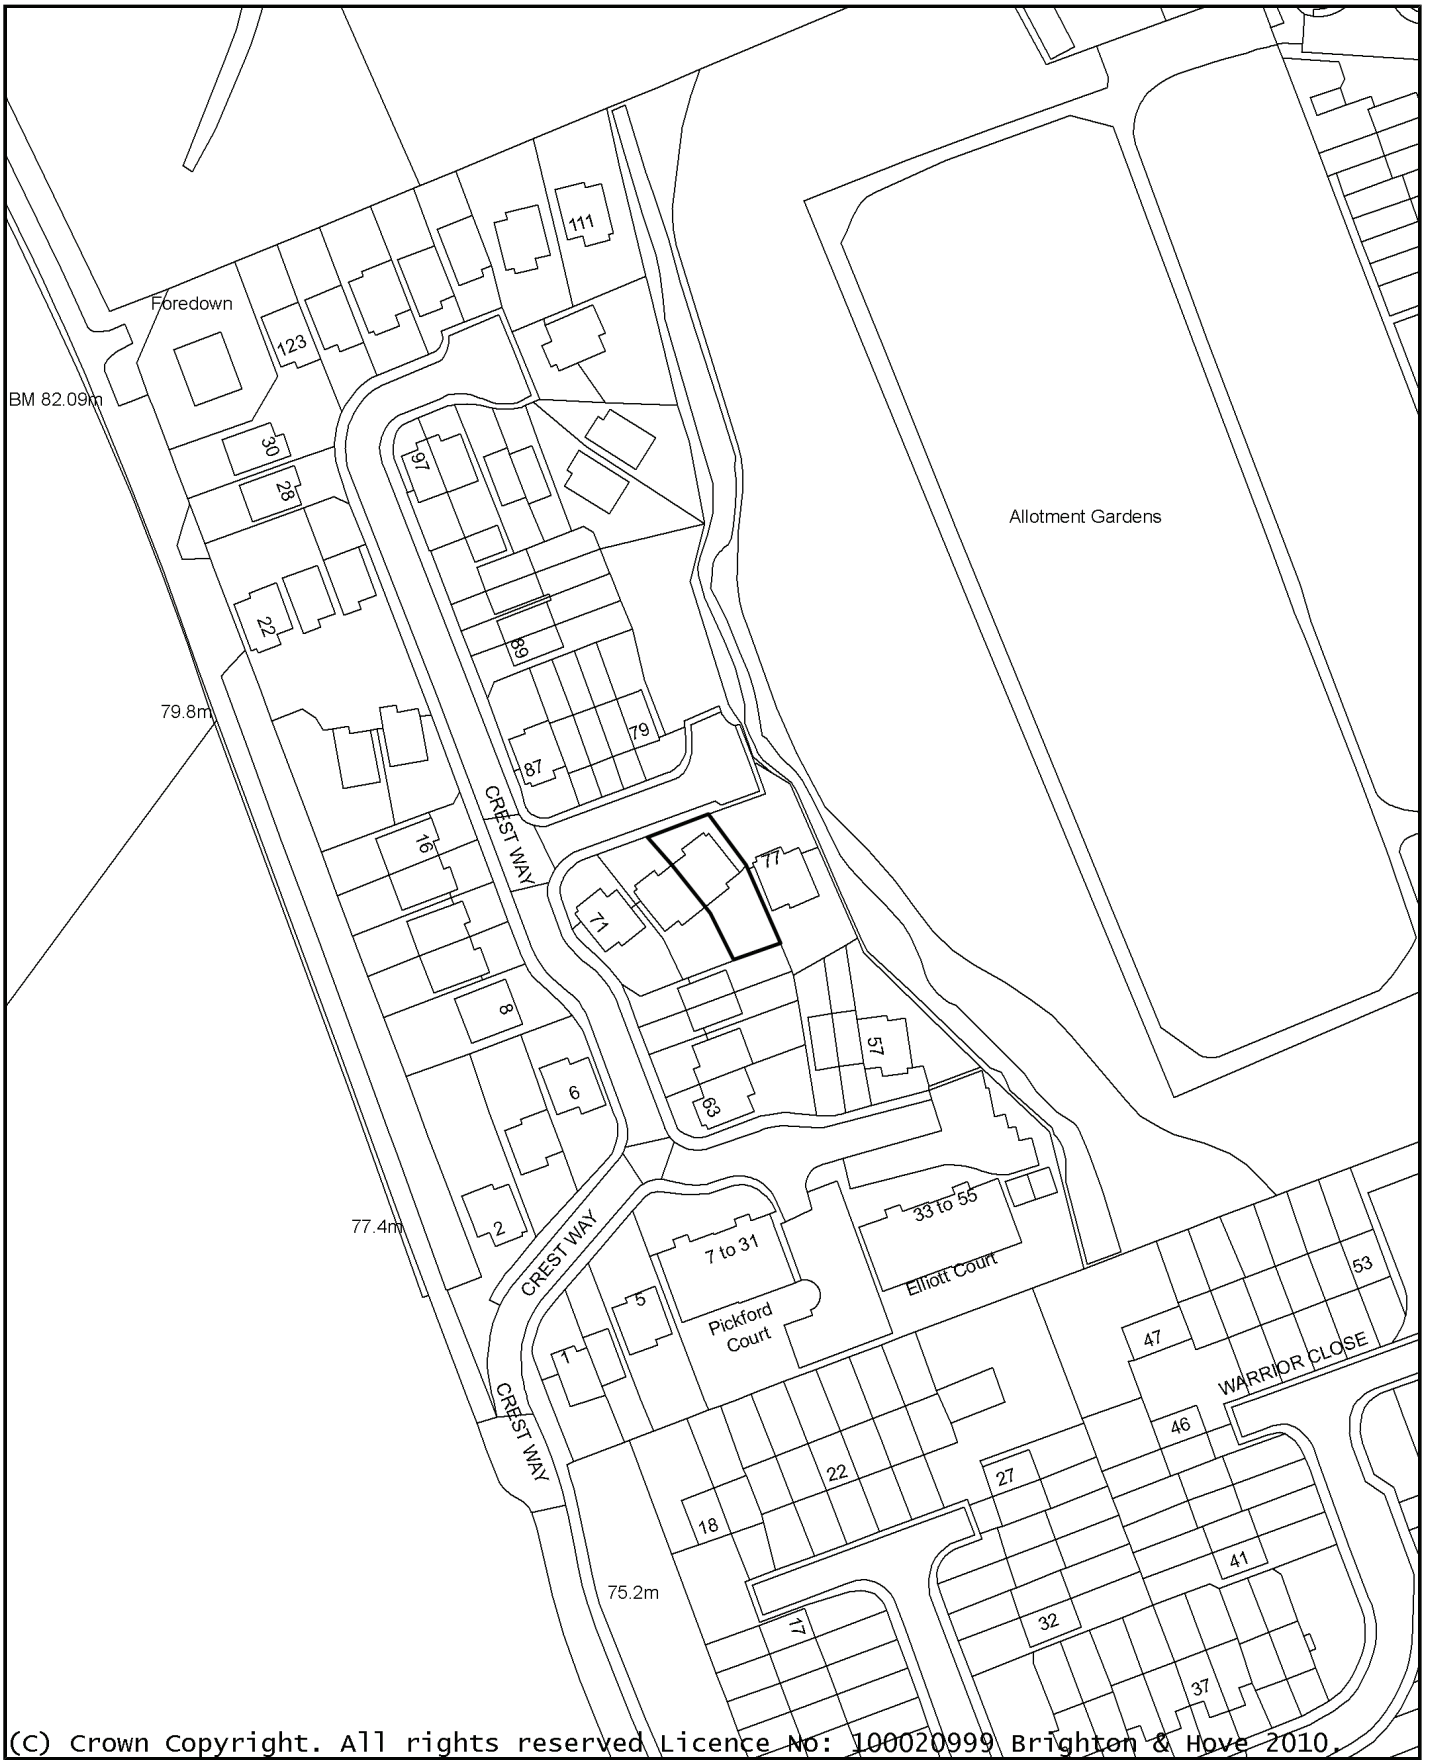 111
Foredown
123
BM 82.09m
30
97
28
Allotment Gardens
22
89
79.8m
79
87
CREST WAY
16
77
71
8
57
6
63
2
77.4m
CREST WAY
33 to 55
7 to 31
Elliott Court
53
5
Pickford
Court
47
1
WARRIOR CLOSE
CREST WAY
46
22
27
18
41
75.2m
32
17
37
(C) Crown Copyright. All rights reserved Licence No: 100020999 Brighton & Hove 2010.